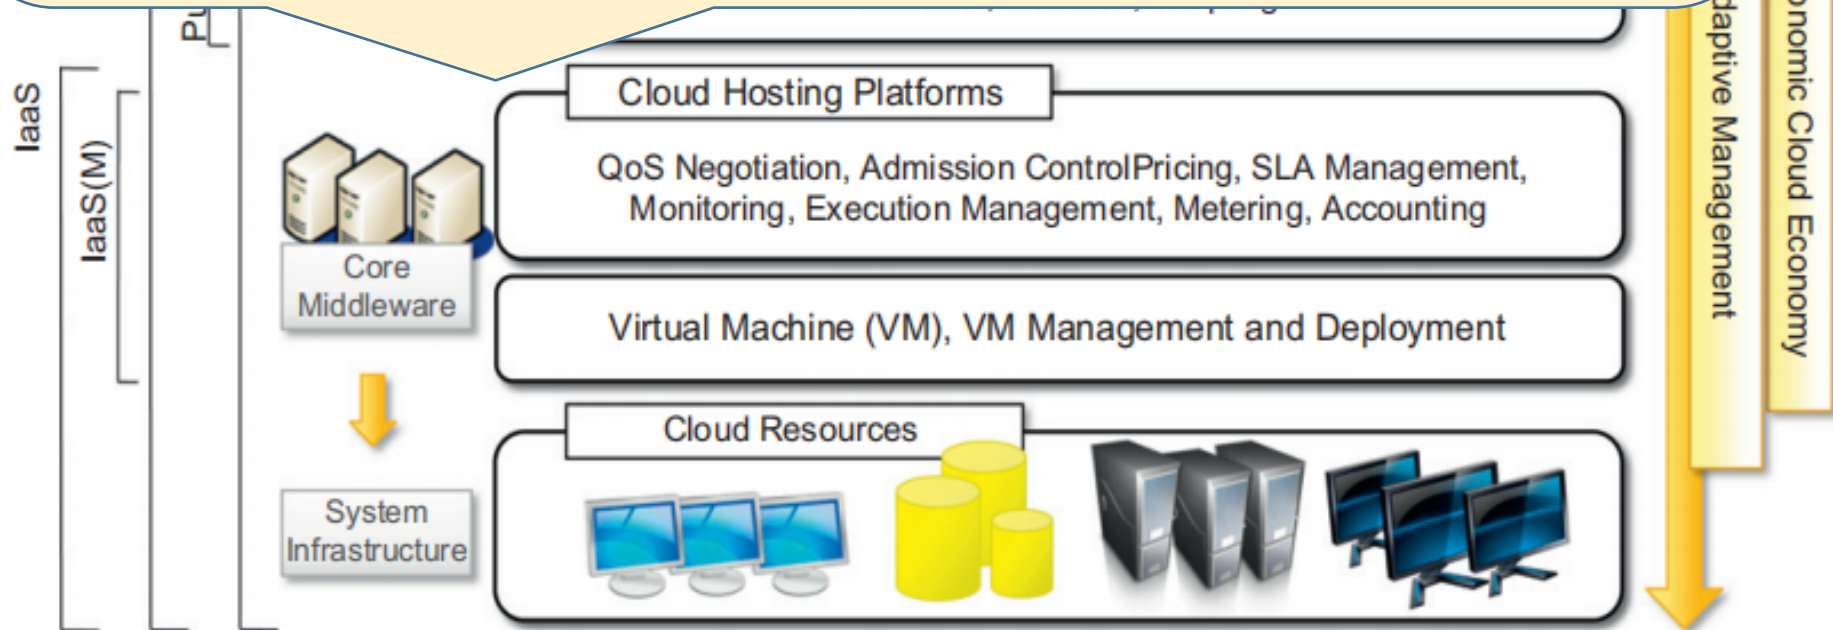 IaaS
IaaS(M)
Cloud Hosting Platforms
QoS Negotiation, Admission ControlPricing, SLA Management,
Monitoring, Execution Management, Metering, Accounting
Core
Middleware
Virtual Machine (VM), VM Management and Deployment
Cloud Resources
System
Infrastructure
daptive Management
onomic Cloud Economy